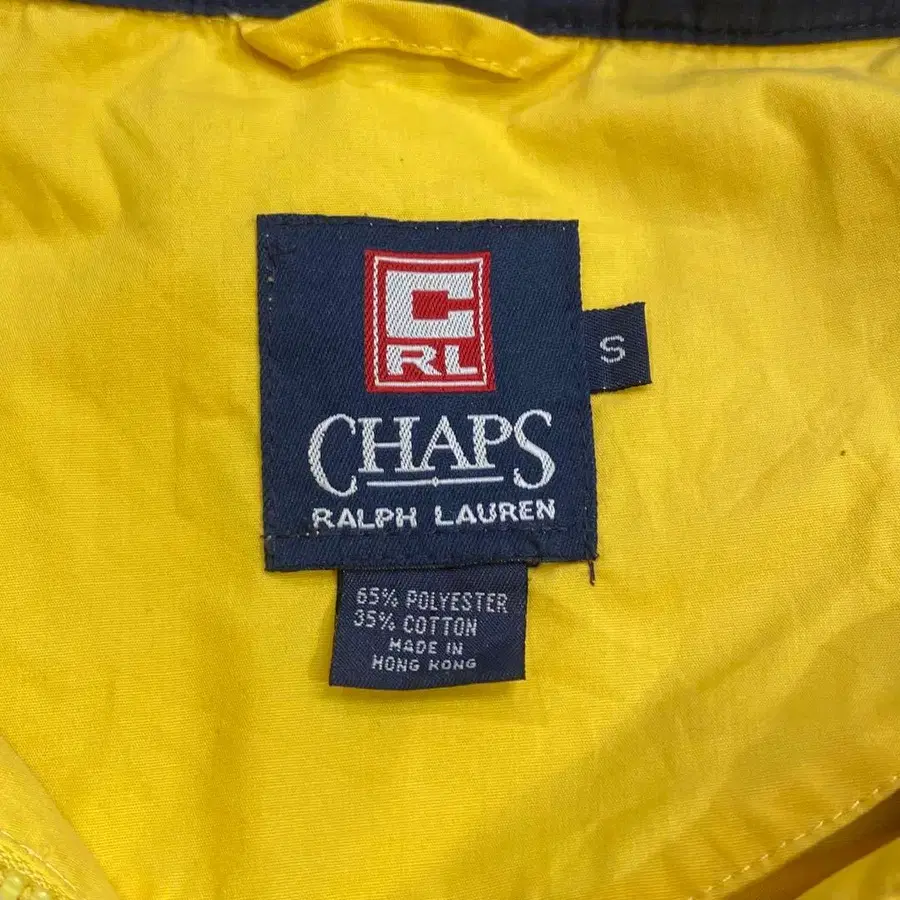 C
RL
S
CHAPS
RALPH LAUREN
65% POLYESTER
35% COTTON
MADE IN
HONG KONG